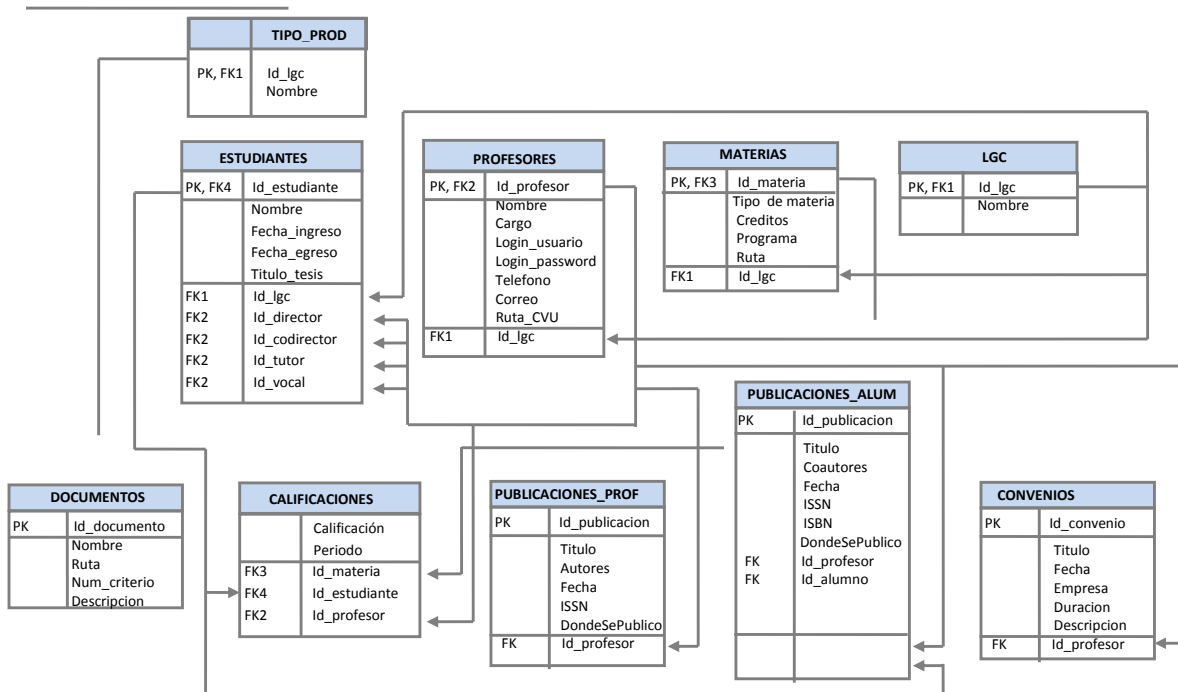 TIPO_PROD
PK, FK1 Id_lgc
Nombre
ESTUDIANTES
PK, FK4 Id_estudiante
Nombre
Fecha_ingreso
Fecha_egreso
Titulo_tesis
FK1 Id_lgc
FK2 Id_director
FK2 Id_codirector
FK2 Id_tutor
FK2 Id_vocal
PROFESORES
PK, FK2 Id_profesor
Nombre
Cargo
Login_usuario
Login_password
Telefono
Correo
Ruta_CVU
FK1 Id_lgc
MATERIAS
PK, FK3 Id_materia
Tipo de materia
Creditos
Programa
Ruta
FK1 Id_lgc
LGC
PK, FK1 Id_lgc
Nombre
DOCUMENTOS
PK Id_documento
Nombre
Ruta
Num_criterio
Descripcion
CALIFICACIONES
Calificación
Periodo
FK3 Id_materia
FK4 Id_estudiante
FK2 Id_profesor
PUBLICACIONES_PROF
PK Id_publicacion
Titulo
Autores
Fecha
ISSN
DondeSePublico
FK Id_profesor
PUBLICACIONES_ALUM
PK Id_publicacion
Titulo
Coautores
Fecha
ISSN
ISBN
DondeSePublico
FK Id_profesor
FK Id_alumno
CONVENIOS
PK Id_convenio
Titulo
Fecha
Empresa
Duracion
Descripcion
FK Id_profesor